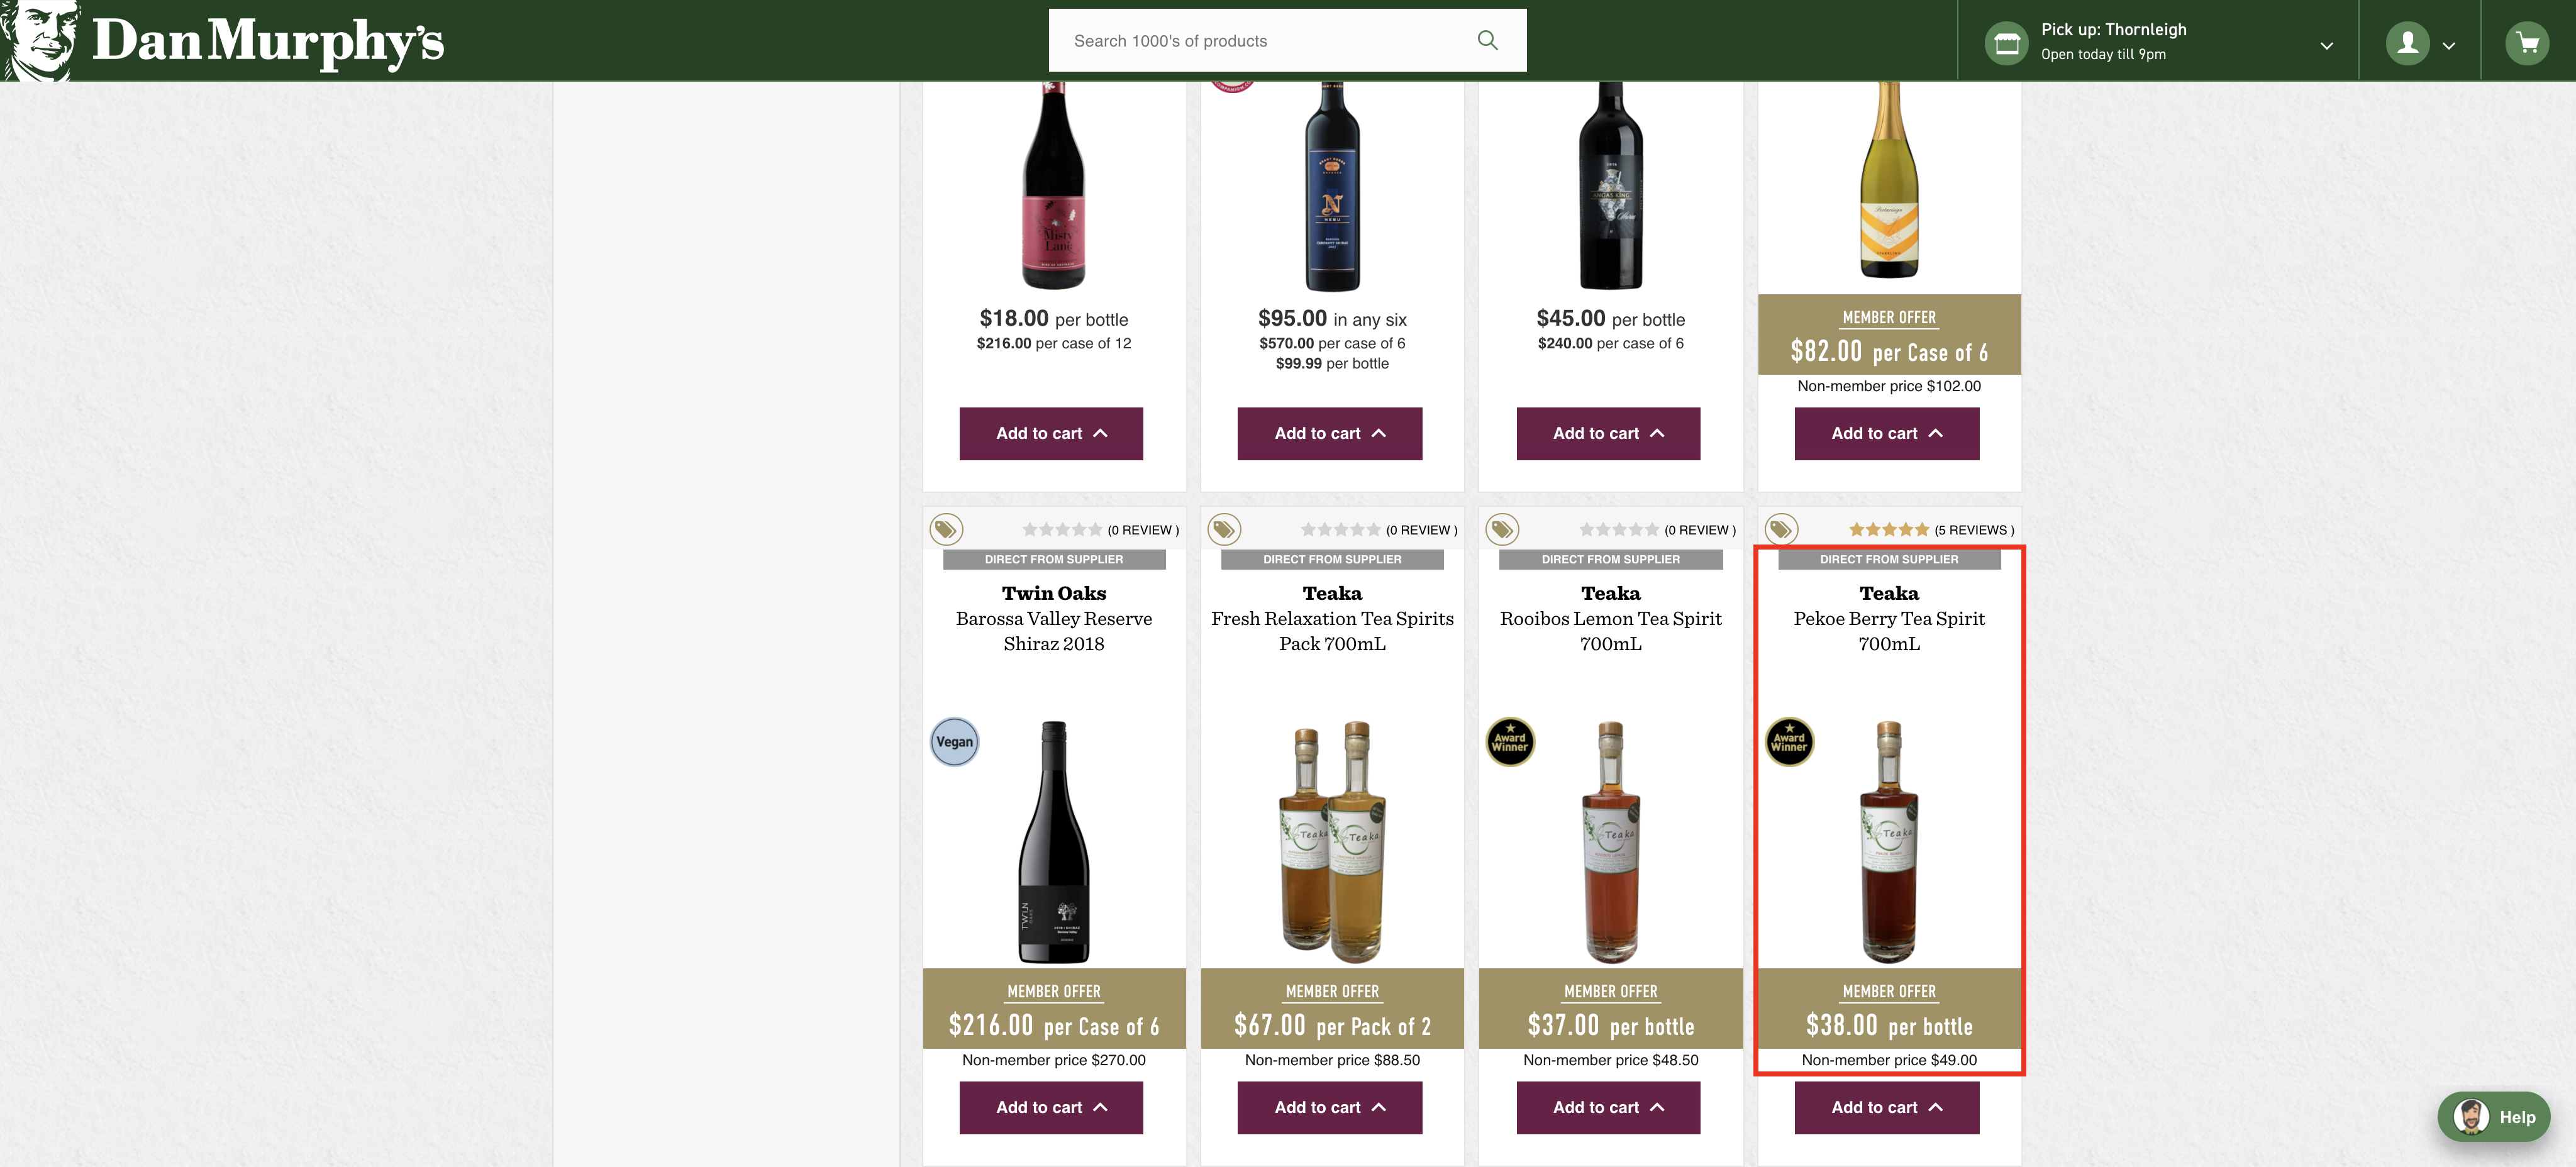 Dan Murphy's
Search 1000's of products
Pick up: Thornleigh
Open today till 9pm
Misty
Lane
N
NEBU
ANGAS KING
$18.00 per bottle
$216.00 per case of 12
$95.00 in any six
$570.00 per case of 6
$99.99 per bottle
$45.00 per bottle
$240.00 per case of 6
MEMBER OFFER
$82.00 per Case of 6
Non-member price $102.00
Add to cart
Add to cart
Add to cart
Add to cart
(0 REVIEW )
(0 REVIEW )
(0 REVIEW )
(5 REVIEWS )
DIRECT FROM SUPPLIER
DIRECT FROM SUPPLIER
DIRECT FROM SUPPLIER
DIRECT FROM SUPPLIER
Twin Oaks
Barossa Valley Reserve
Shiraz 2018
Teaka
Fresh Relaxation Tea Spirits
Pack 700mL
Teaka
Rooibos Lemon Tea Spirit
700mL
Teaka
Pekoe Berry Tea Spirit
700mL
Vegan
Award
Winner
Award
Winner
Teaka
Teaka
Teaka
Teaka
MEMBER OFFER
$216.00 per Case of 6
Non-member price $270.00
MEMBER OFFER
$67.00 per Pack of 2
Non-member price $88.50
MEMBER OFFER
$37.00 per bottle
Non-member price $48.50
MEMBER OFFER
$38.00 per bottle
Non-member price $49.00
Add to cart
Add to cart
Add to cart
Add to cart
Help